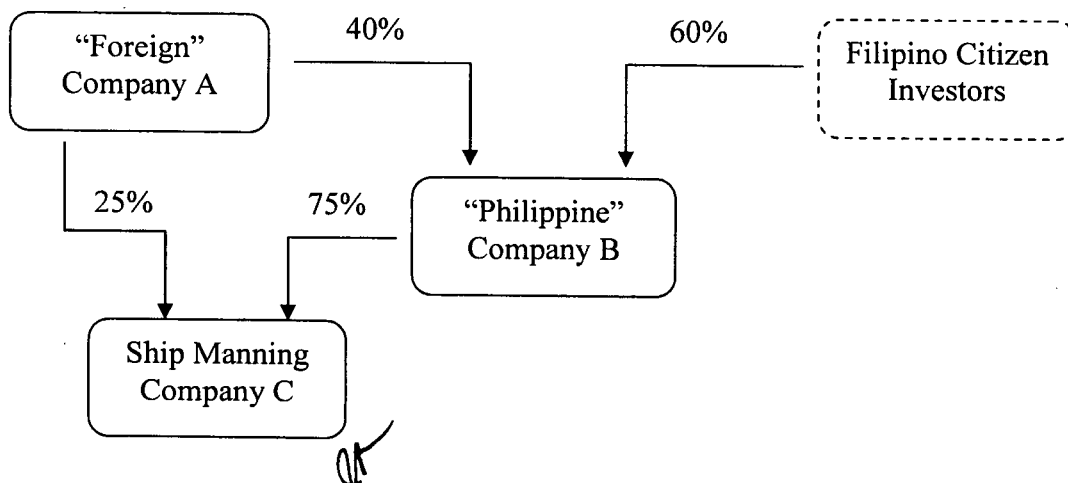 “Foreign”
Company A
40%
60%
Filipino Citizen
Investors
25%
75%
“Philippine”
Company B
Ship Manning
Company C